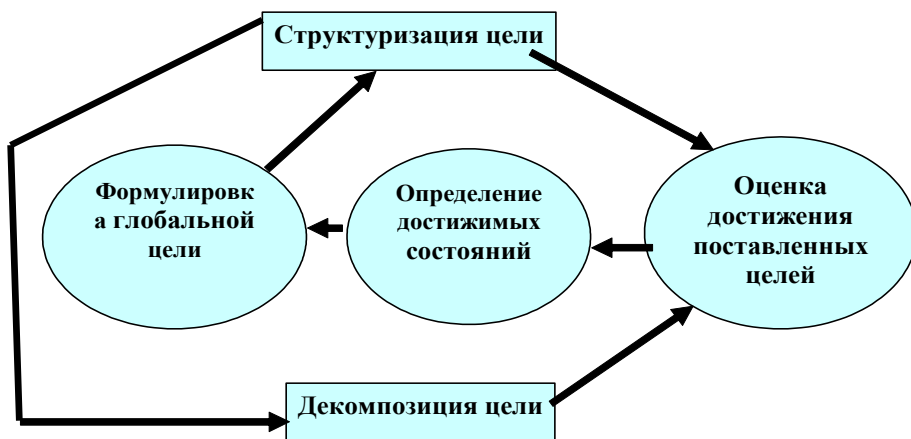 Структуризация цели
Формулировк
а глобальной
цели
Определение
достижимых
состояний
Оценка
достижения
поставленных
целей
Декомпозиция цели